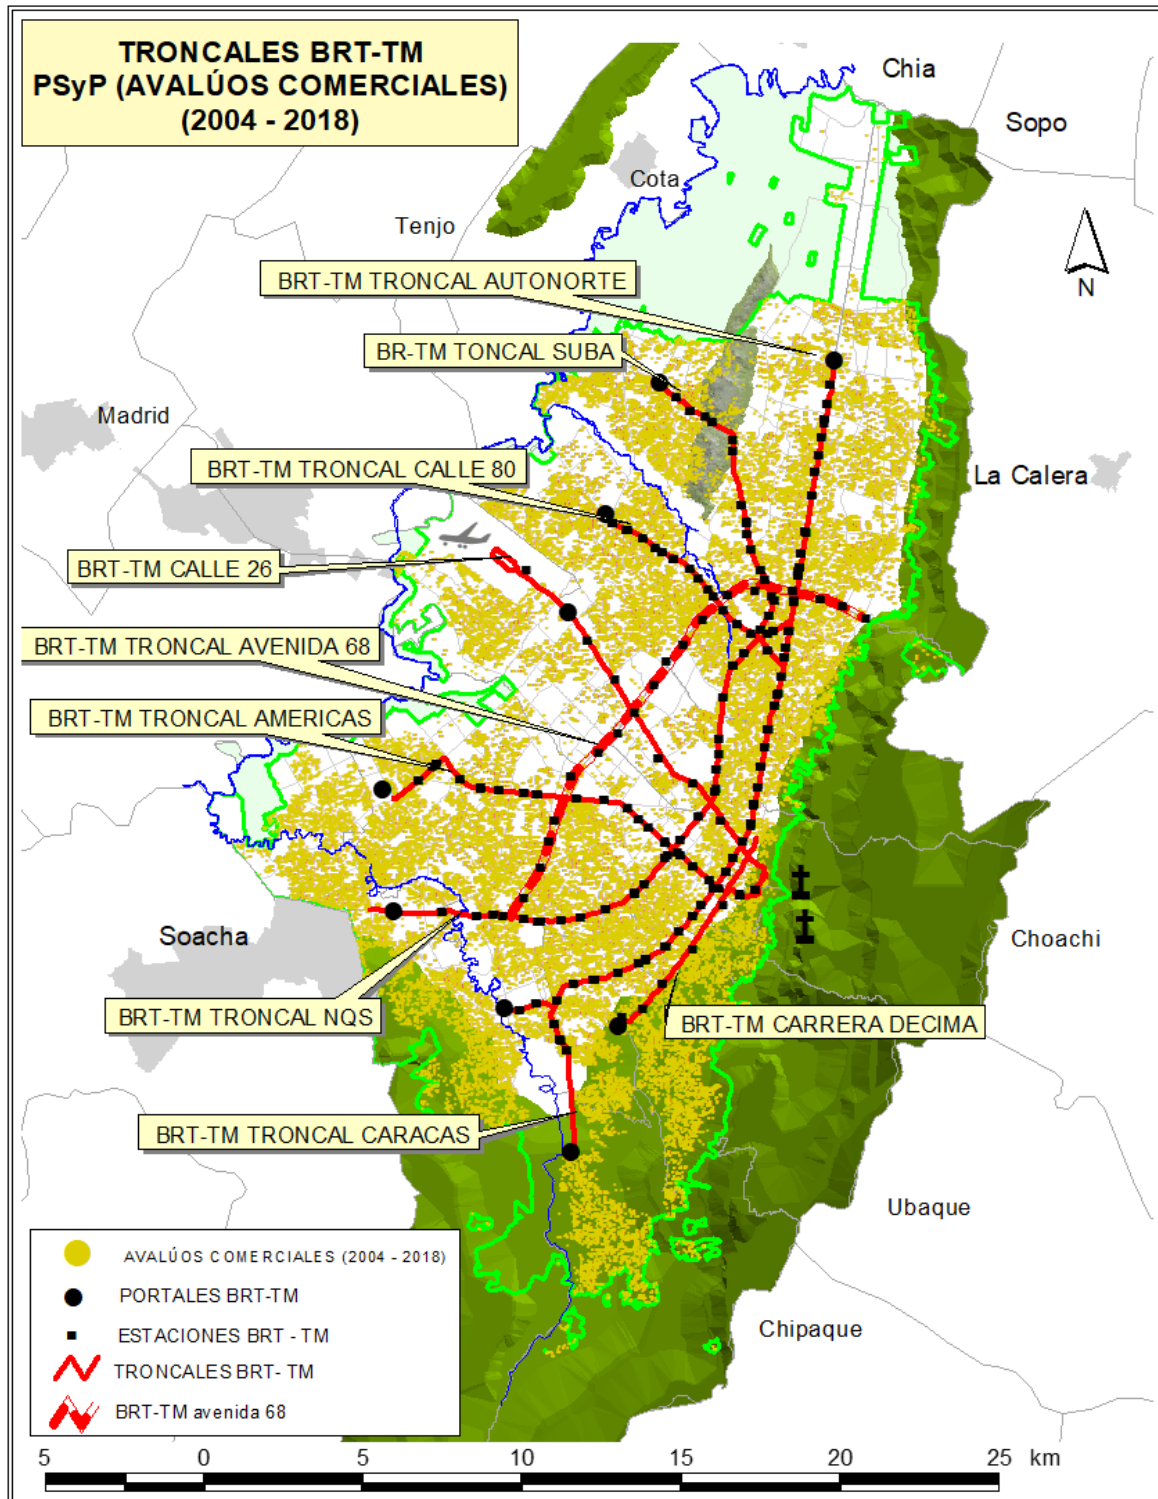 TRONCALES BRT-TM
PSyP (AVALÚOS COMERCIALES)
(2004 - 2018)
Chia
Sopo
Cota
Tenjo
N
BRT-TM TRONCAL AUTONORTE
BR-TM TONCAL SUBA
Madrid
BRT-TM TRONCAL CALLE 80
La Calera
BRT-TM CALLE 26
BRT-TM TRONCAL AVENIDA 68
BRT-TM TRONCAL AMERICAS
Soacha
Choachi
BRT-TM TRONCAL NQS
BRT-TM CARRERA DECIMA
BRT-TM TRONCAL CARACAS
Ubaque
Chipaque
AVALÚOS COMERCIALES (2004 - 2018)
PORTALES BRT-TM
ESTACIONES BRT - TM
TRONCALES BRT- TM
BRT-TM avenida 68
5 0 5 10 15 20 25 km